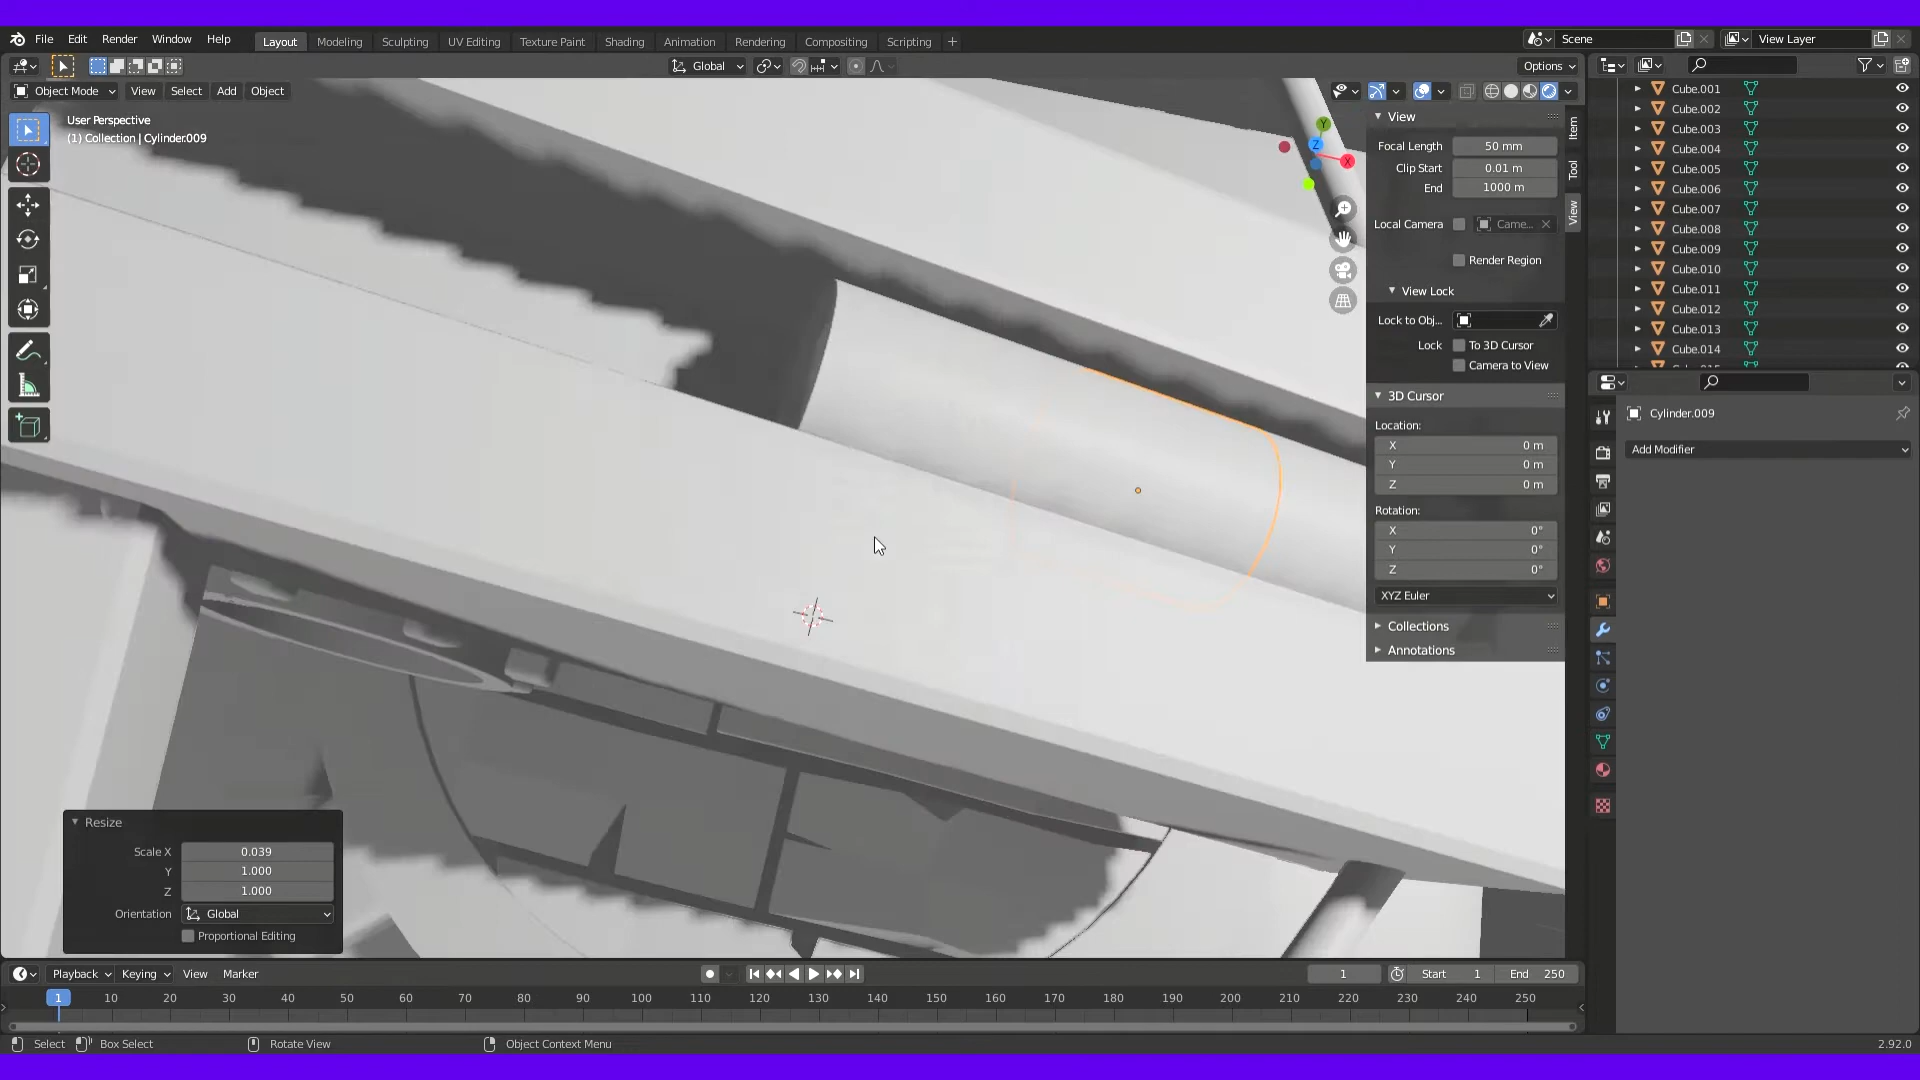 File Edit Render Window Help Layout Modeling Sculpting UV Editing Texture Paint Shading Animation Rendering Compositing Scripting + Scene View Layer
Global Options
Object Mode View Select Add Object
User Perspective
(1) Collection | Cylinder.009
Y
Z
X
View
Focal Length 50 mm
Clip Start 0.01 m
End 1000 m
Local Camera Came...
Render Region
View Lock
Lock to Obj...
Lock To 3D Cursor
Camera to View
3D Cursor
Location:
X 0 m
Y 0 m
Z 0 m
Rotation:
X 0°
Y 0°
Z 0°
XYZ Euler
Collections
Annotations
Item
Tool
View
Cube.001
Cube.002
Cube.003
Cube.004
Cube.005
Cube.006
Cube.007
Cube.008
Cube.009
Cube.010
Cube.011
Cube.012
Cube.013
Cube.014
Cylinder.009
Add Modifier
Resize
Scale X 0.039
Y 1.000
Z 1.000
Orientation Global
Proportional Editing
Playback Keying View Marker 1 Start 1 End 250
1 10 20 30 40 50 60 70 80 90 100 110 120 130 140 150 160 170 180 190 200 210 220 230 240 250
Select Box Select Rotate View Object Context Menu 2.92.0